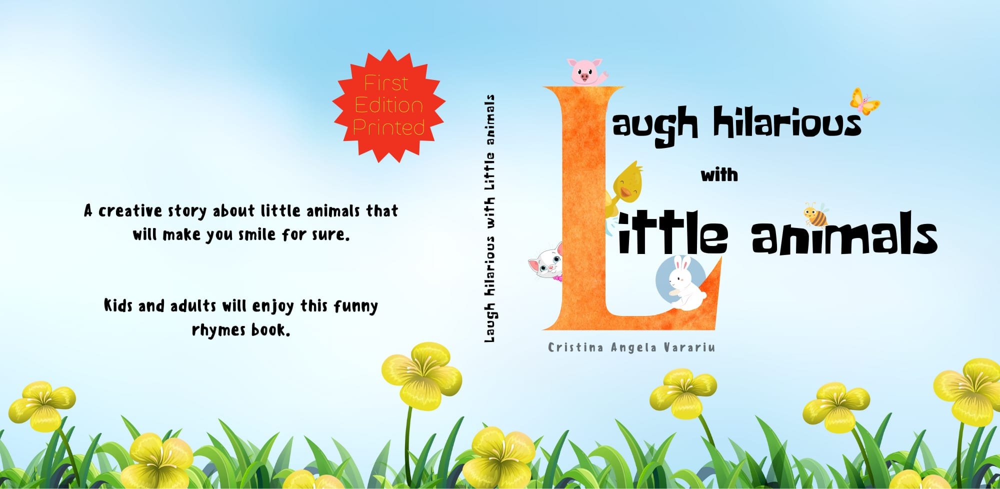 First
Edition
Printed
A creative story about little animals that
will make you smile for sure.
Kids and adults will enjoy this funny
rhymes book.
Laugh hilarious with Little animals
Laugh hilarious
with
Little animals
Cristina Angela Varariu